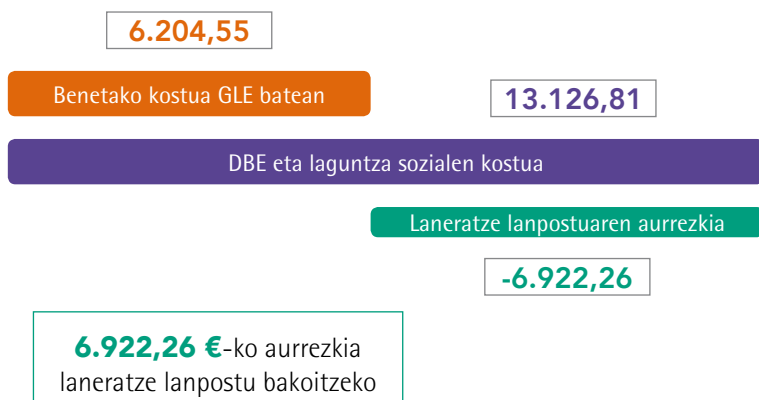 6.204,55
Benetako kostua GLE batean
13.126,81
DBE eta laguntza sozialen kostua
Laneratze lanpostuaren aurrezkia
-6.922,26
6.922,26 €-ko aurrezkia
laneratze lanpostu bakoitzeko